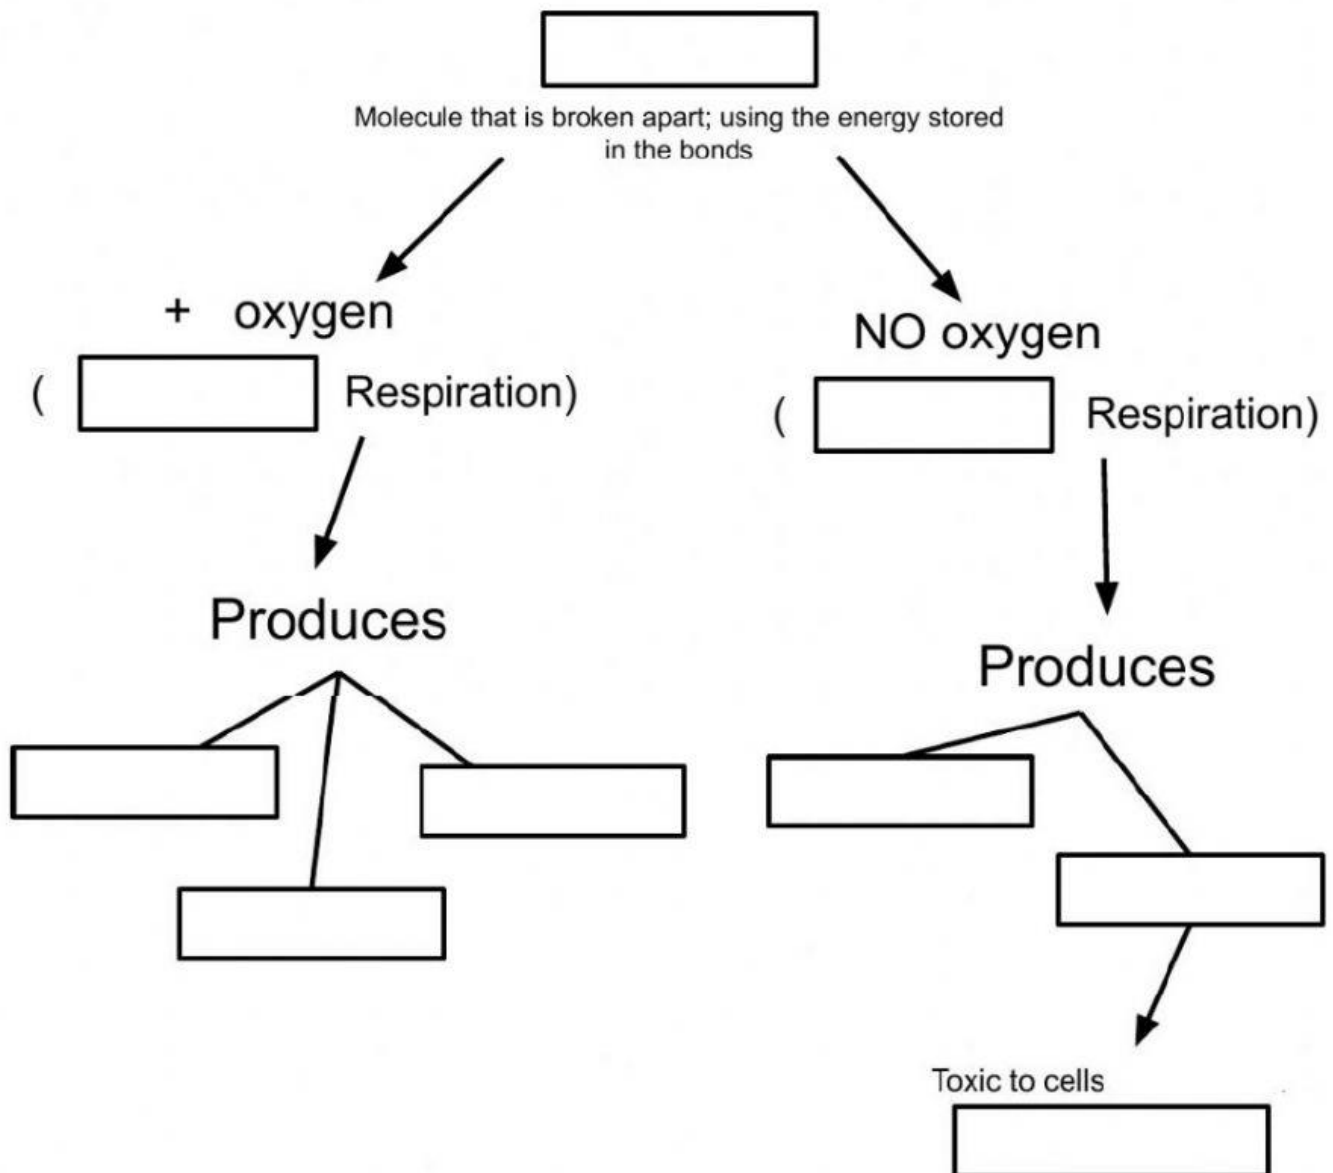 Molecule that is broken apart; using the energy stored
in the bonds
+ oxygen
( Respiration)
NO oxygen
( Respiration)
Produces
Produces
Toxic to cells